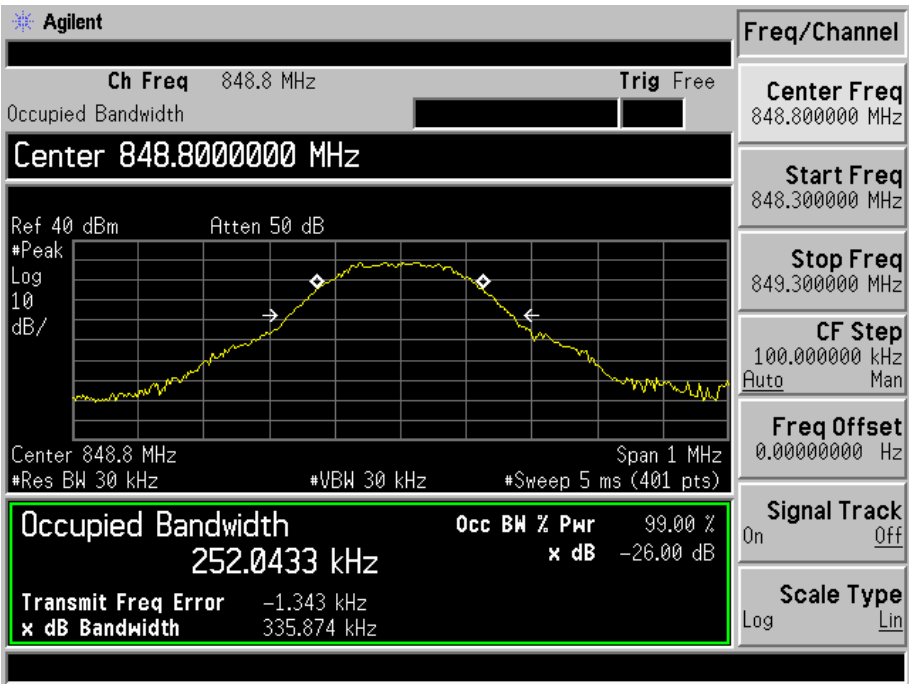 Agilent
Freq/Channel
Ch Freq 848.8 MHz Trig Free
Occupied Bandwidth
Center 848.8000000 MHz
Ref 40 dBm Atten 50 dB
#Peak
Log
10
dB/
Center 848.8 MHz Span 1 MHz
#Res BW 30 kHz #VBW 30 kHz #Sweep 5 ms (401 pts)
Occupied Bandwidth Occ BW % Pwr 99.00 %
252.0433 kHz x dB -26.00 dB
Transmit Freq Error -1.343 kHz
x dB Bandwidth 335.874 kHz
Center Freq
848.800000 MHz
Start Freq
848.300000 MHz
Stop Freq
849.300000 MHz
CF Step
100.000000 kHz
Auto Man
Freq Offset
0.00000000 Hz
Signal Track
On Off
Scale Type
Log Lin